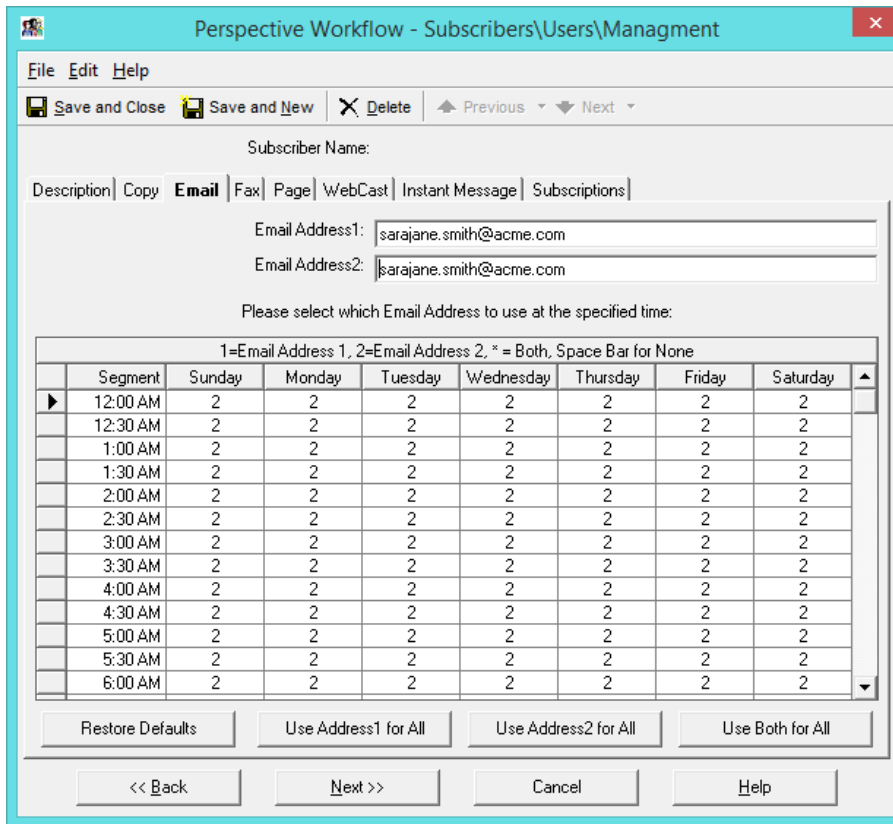 Perspective Workflow - Subscribers\Users\Managment
File Edit Help
Save and Close Save and New Delete Previous Next
Subscriber Name:
Description Copy Email Fax Page WebCast Instant Message Subscriptions
Email Address1: sarajane.smith@acme.com
Email Address2: sarajane.smith@acme.com
Please select which Email Address to use at the specified time:
1=Email Address 1, 2=Email Address 2, * = Both, Space Bar for None
Segment Sunday Monday Tuesday Wednesday Thursday Friday Saturday
12:00 AM 2 2 2 2 2 2 2
12:30 AM 2 2 2 2 2 2 2
1:00 AM 2 2 2 2 2 2 2
1:30 AM 2 2 2 2 2 2 2
2:00 AM 2 2 2 2 2 2 2
2:30 AM 2 2 2 2 2 2 2
3:00 AM 2 2 2 2 2 2 2
3:30 AM 2 2 2 2 2 2 2
4:00 AM 2 2 2 2 2 2 2
4:30 AM 2 2 2 2 2 2 2
5:00 AM 2 2 2 2 2 2 2
5:30 AM 2 2 2 2 2 2 2
6:00 AM 2 2 2 2 2 2 2
Restore Defaults Use Address1 for All Use Address2 for All Use Both for All
<< Back Next >> Cancel Help